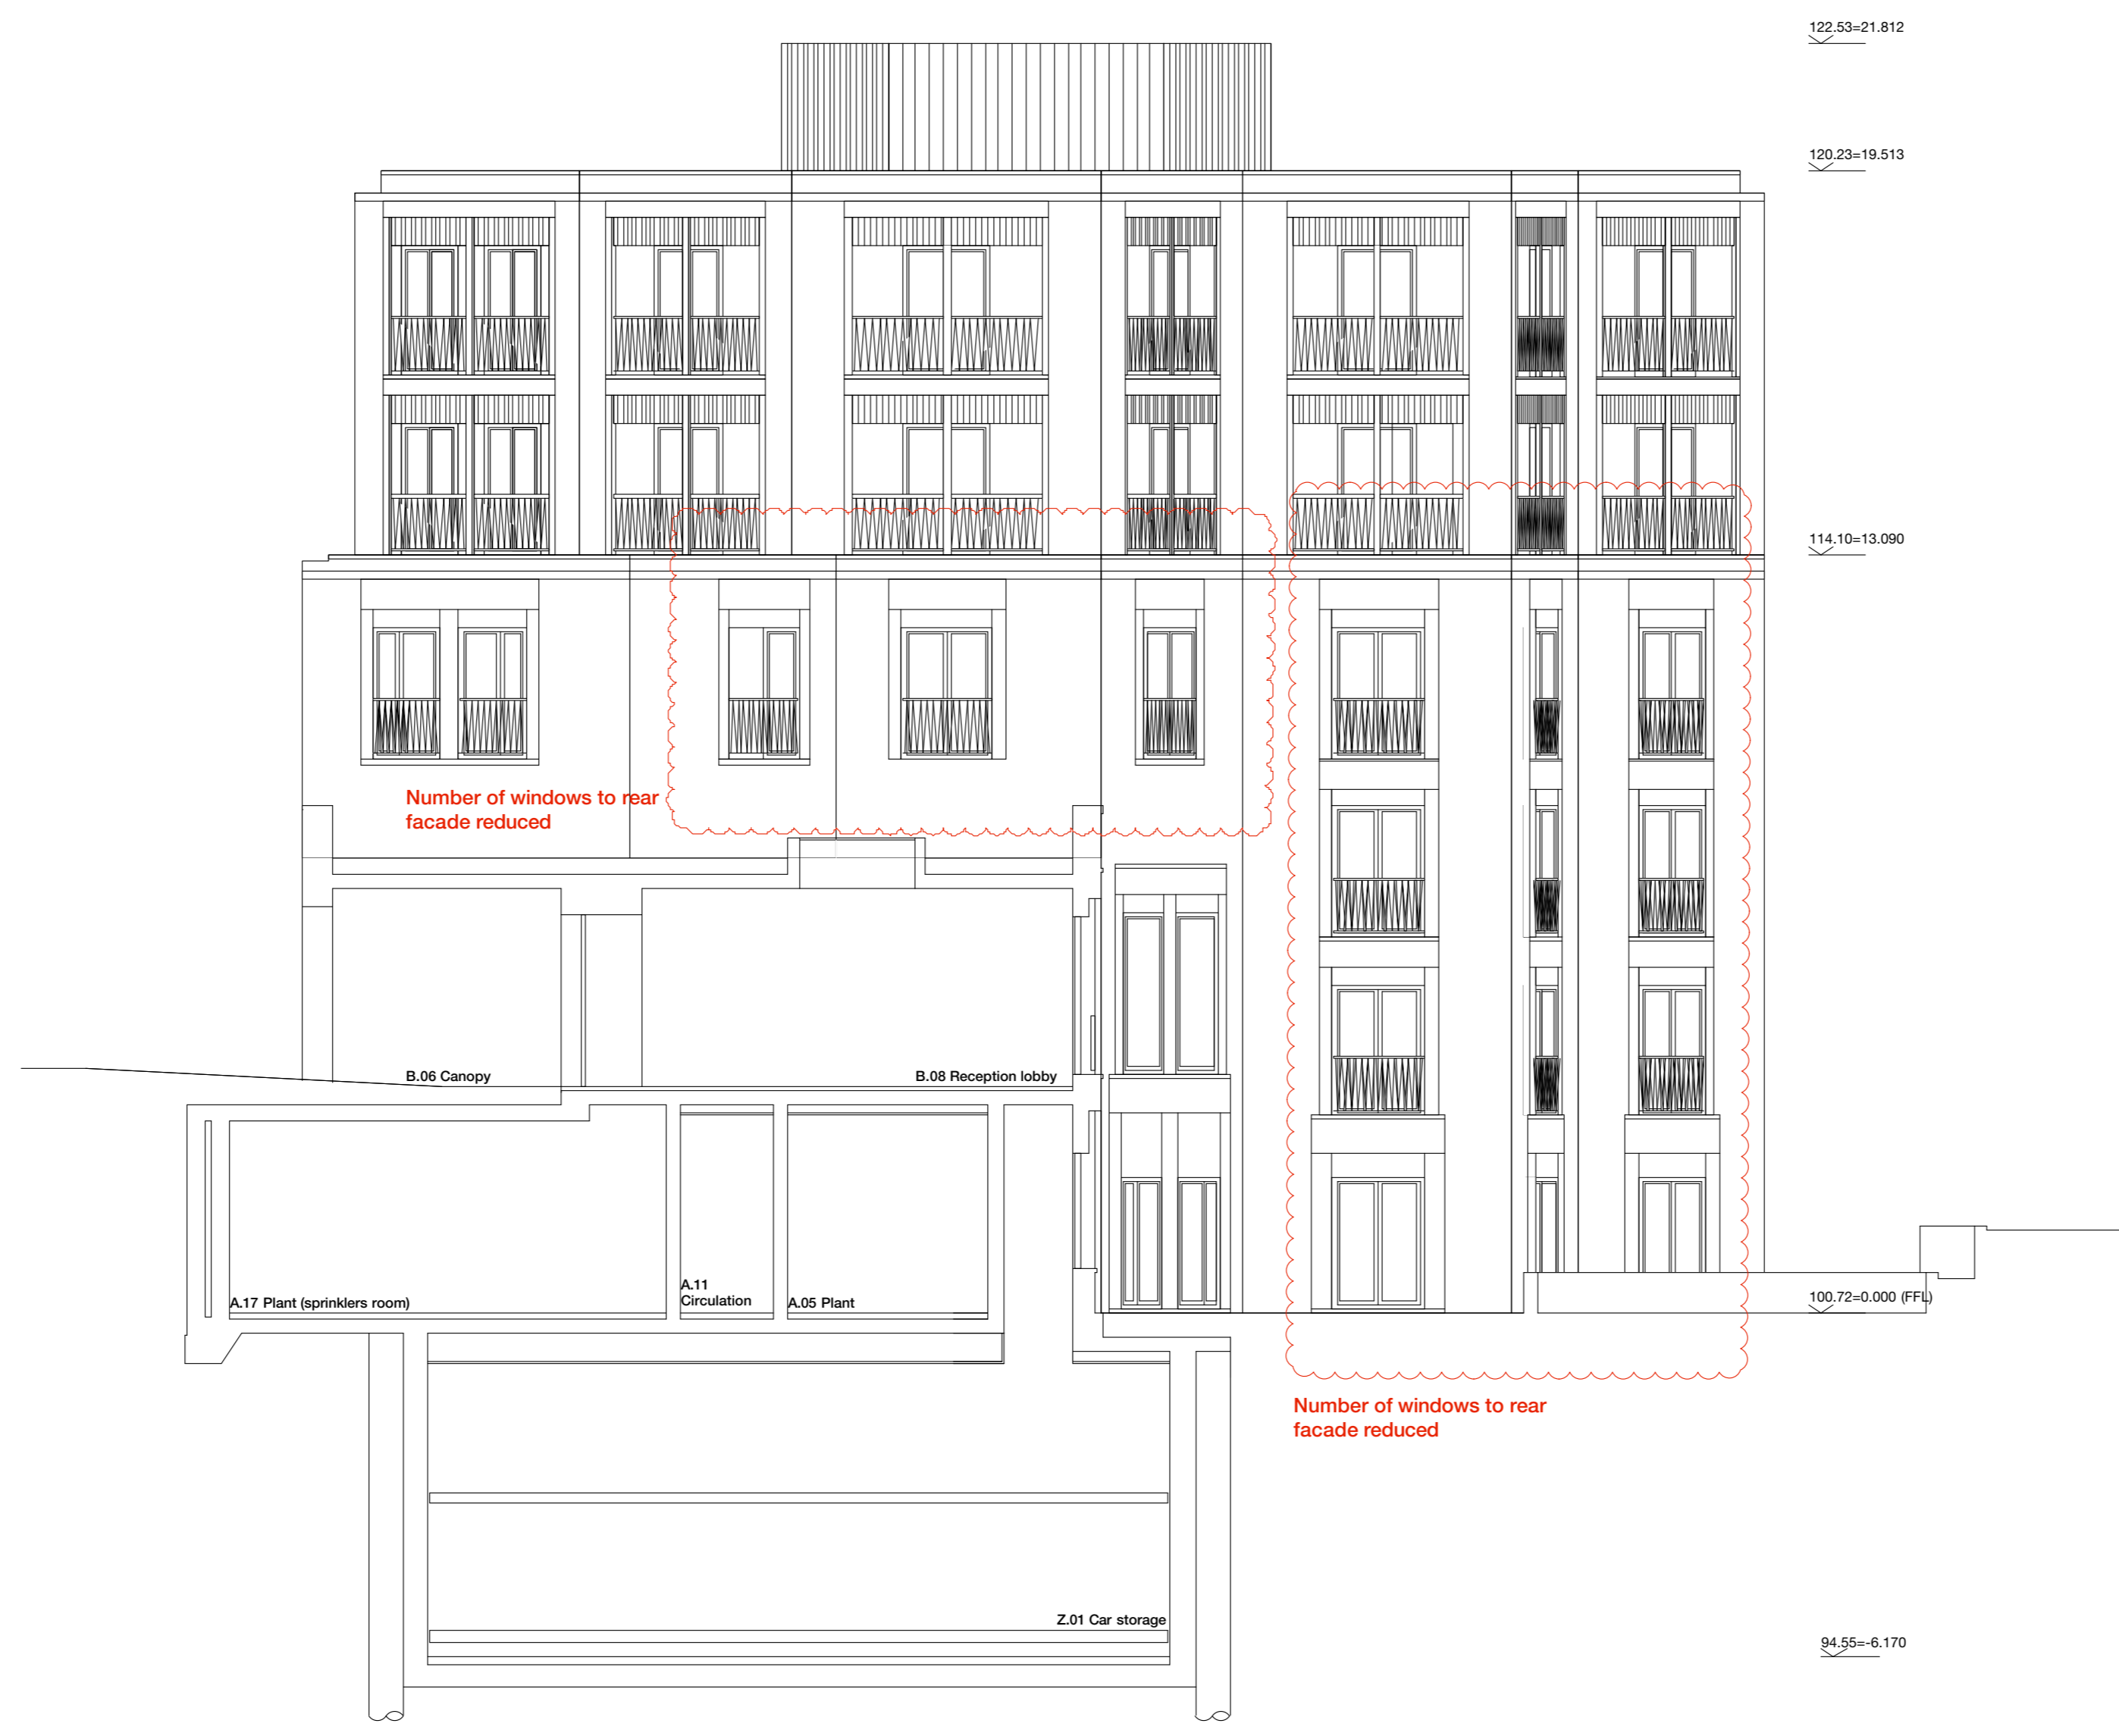 122.53=21.812
120.23=19.513
114.10=13.090
Number of windows to rear
facade reduced
B.06 Canopy
B.08 Reception lobby
A.17 Plant (sprinklers room)
A.11
Circulation
A.05 Plant
100.72=0.000 (FFL)
Number of windows to rear
facade reduced
Z.01 Car storage
94.55=-6.170